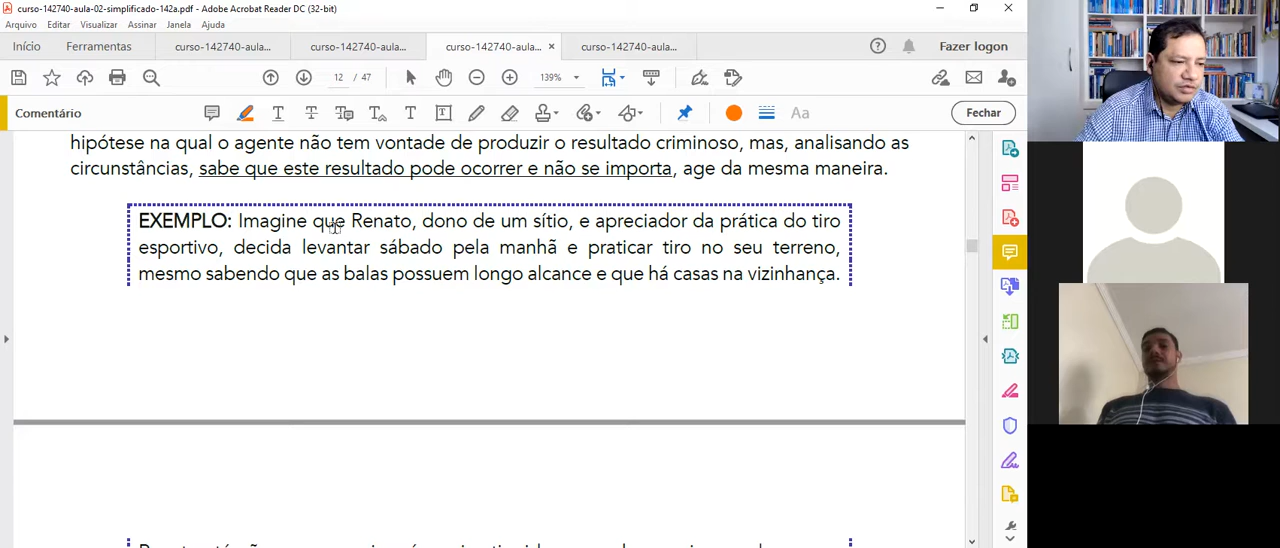 curso-142740-aula-02-simplificado-142a.pdf - Adobe Acrobat Reader DC (32-bit)
Arquivo Editar Visualizar Assinar Janela Ajuda
Início Ferramentas curso-142740-aula... curso-142740-aula... curso-142740-aula... × curso-142740-aula... Fazer logon
12 / 47 139%
Comentário Aa Fechar
hipótese na qual o agente não tem vontade de produzir o resultado criminoso, mas, analisando as
circunstâncias, sabe que este resultado pode ocorrer e não se importa, age da mesma maneira.
EXEMPLO: Imagine que Renato, dono de um sítio, e apreciador da prática do tiro
esportivo, decida levantar sábado pela manhã e praticar tiro no seu terreno,
mesmo sabendo que as balas possuem longo alcance e que há casas na vizinhança.